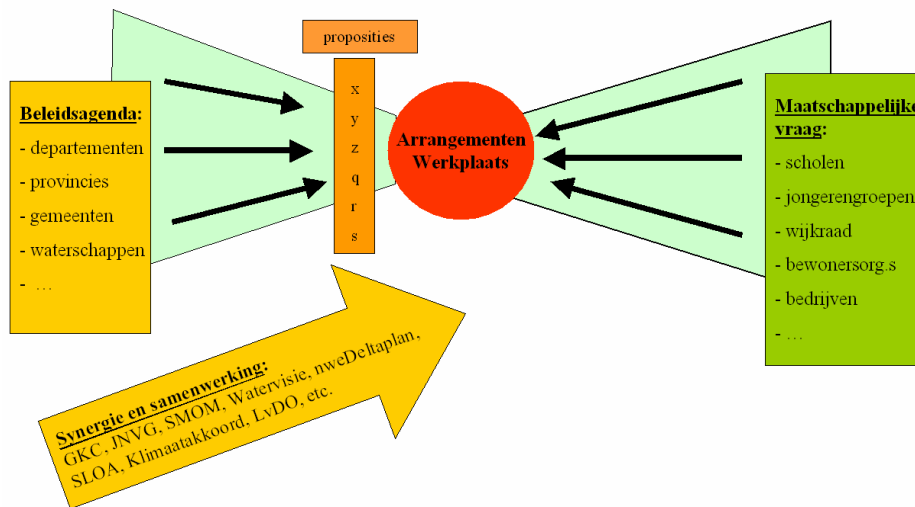 proposities
x
y
z
q
r
s
Beleidsagenda:
- departementen
- provincies
- gemeenten
- waterschappen
- …
Arrangementen
Werkplaats
Maatschappelijke
vraag:
- scholen
- jongerengroepen
- wijkraad
- bewonersorg.s
- bedrijven
- …
Synergie en samenwerking:
GKC, JNVG, SMOM, Watervisie, nweDeltaplan,
SLOA, Klimaatakkoord, LvDO, etc.